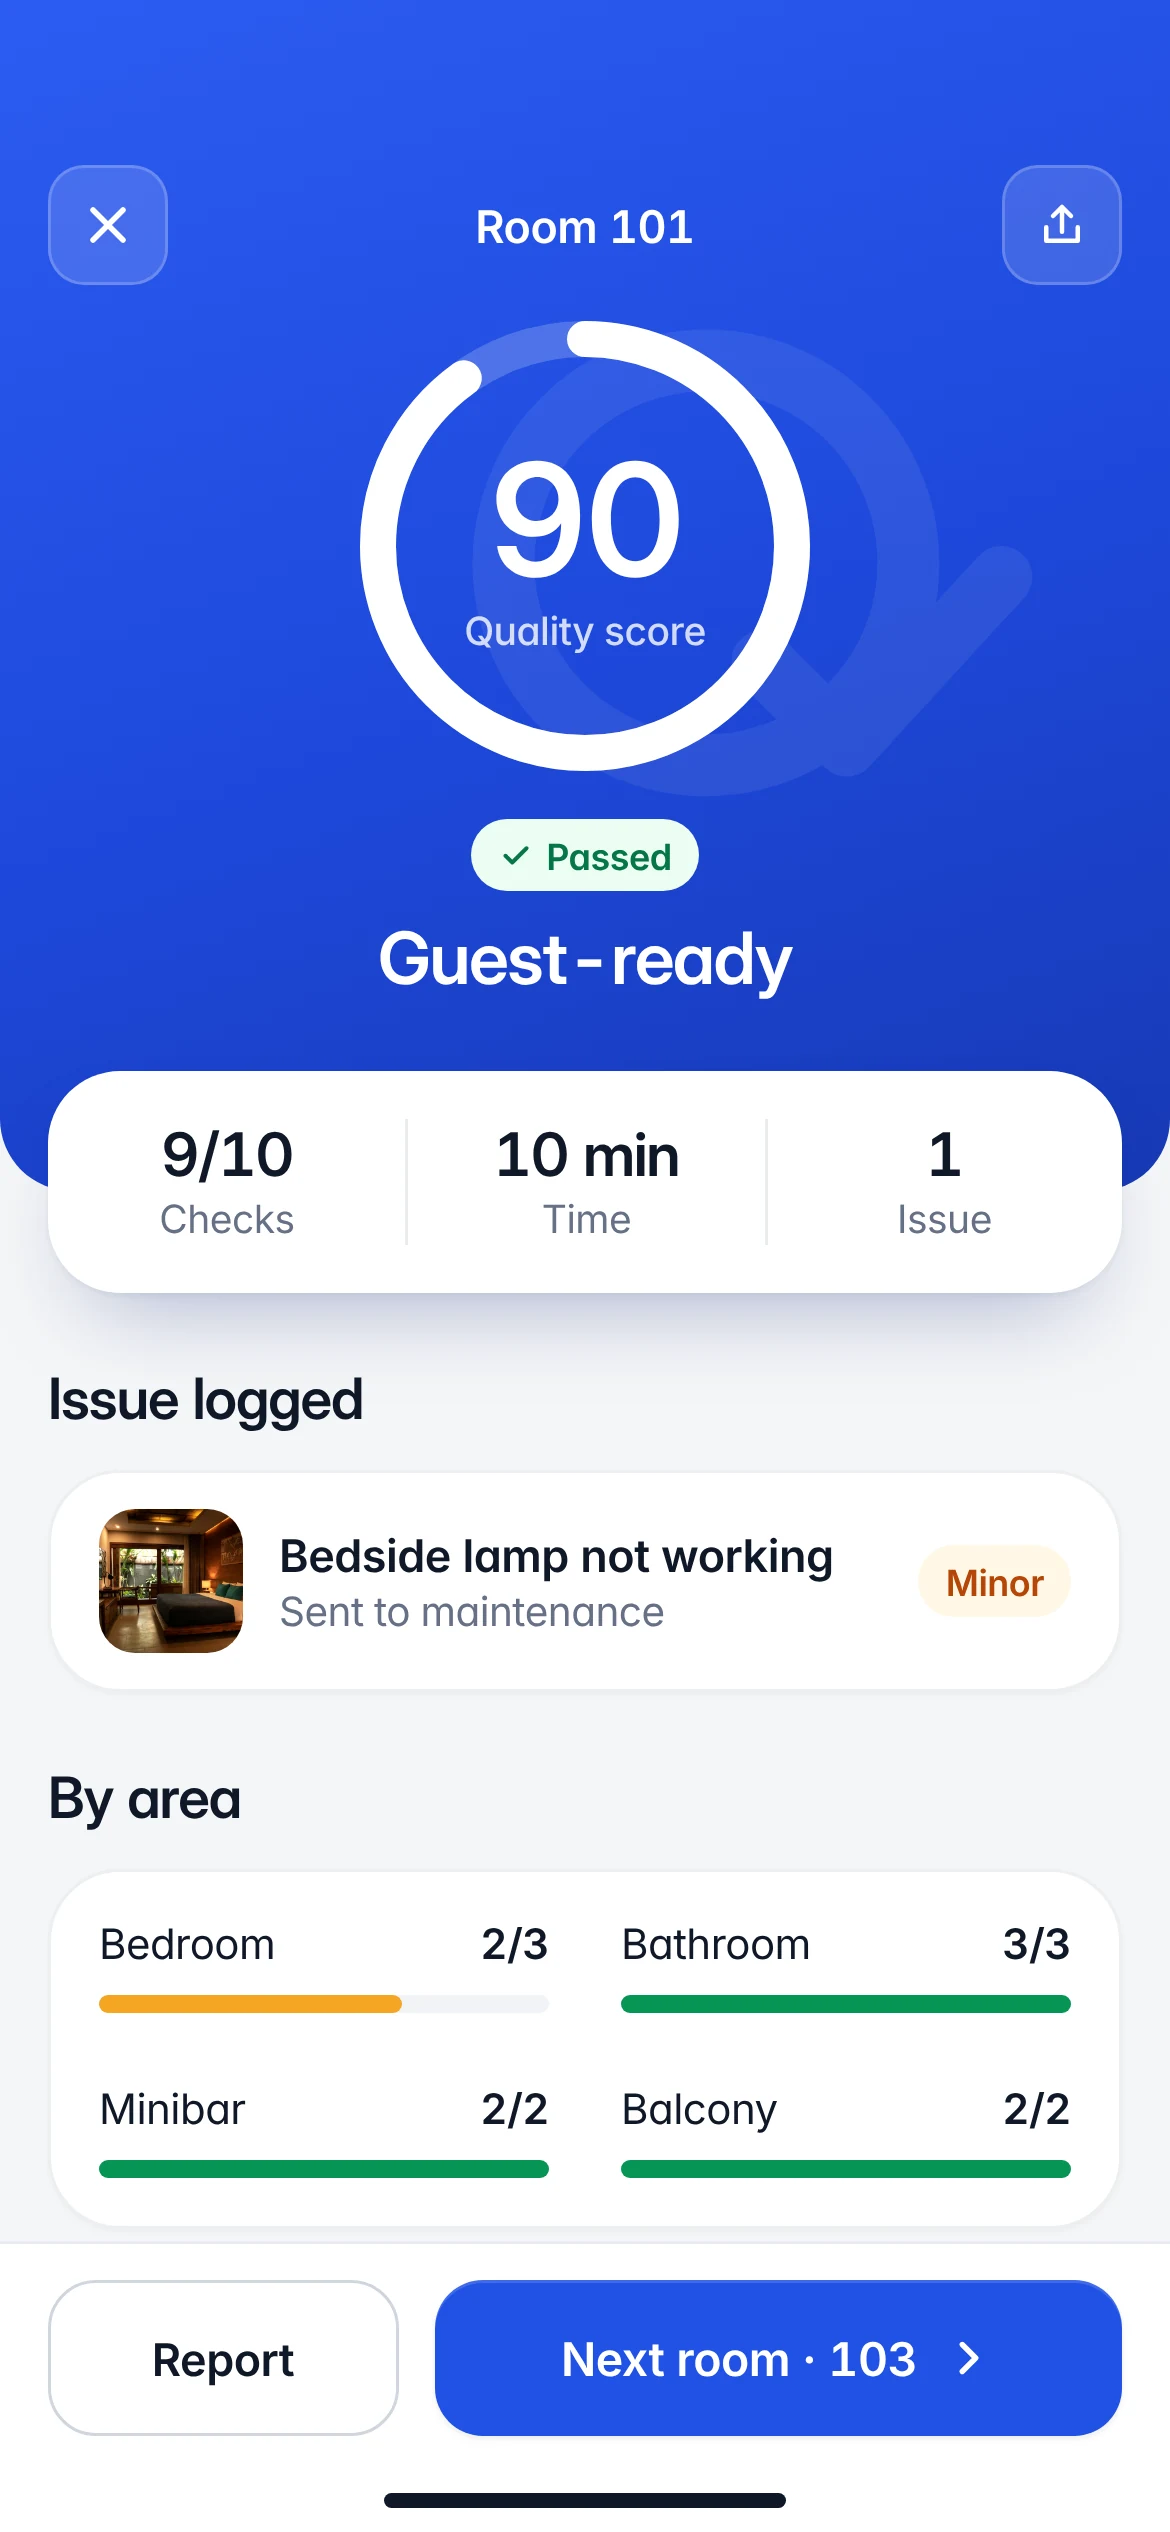 Room 101
90
Quality score
Passed
Guest-ready
9/10
Checks
10 min
Time
1
Issue
Issue logged
Bedside lamp not working
Sent to maintenance
Minor
By area
Bedroom 2/3
Bathroom 3/3
Minibar 2/2
Balcony 2/2
Report
Next room · 103